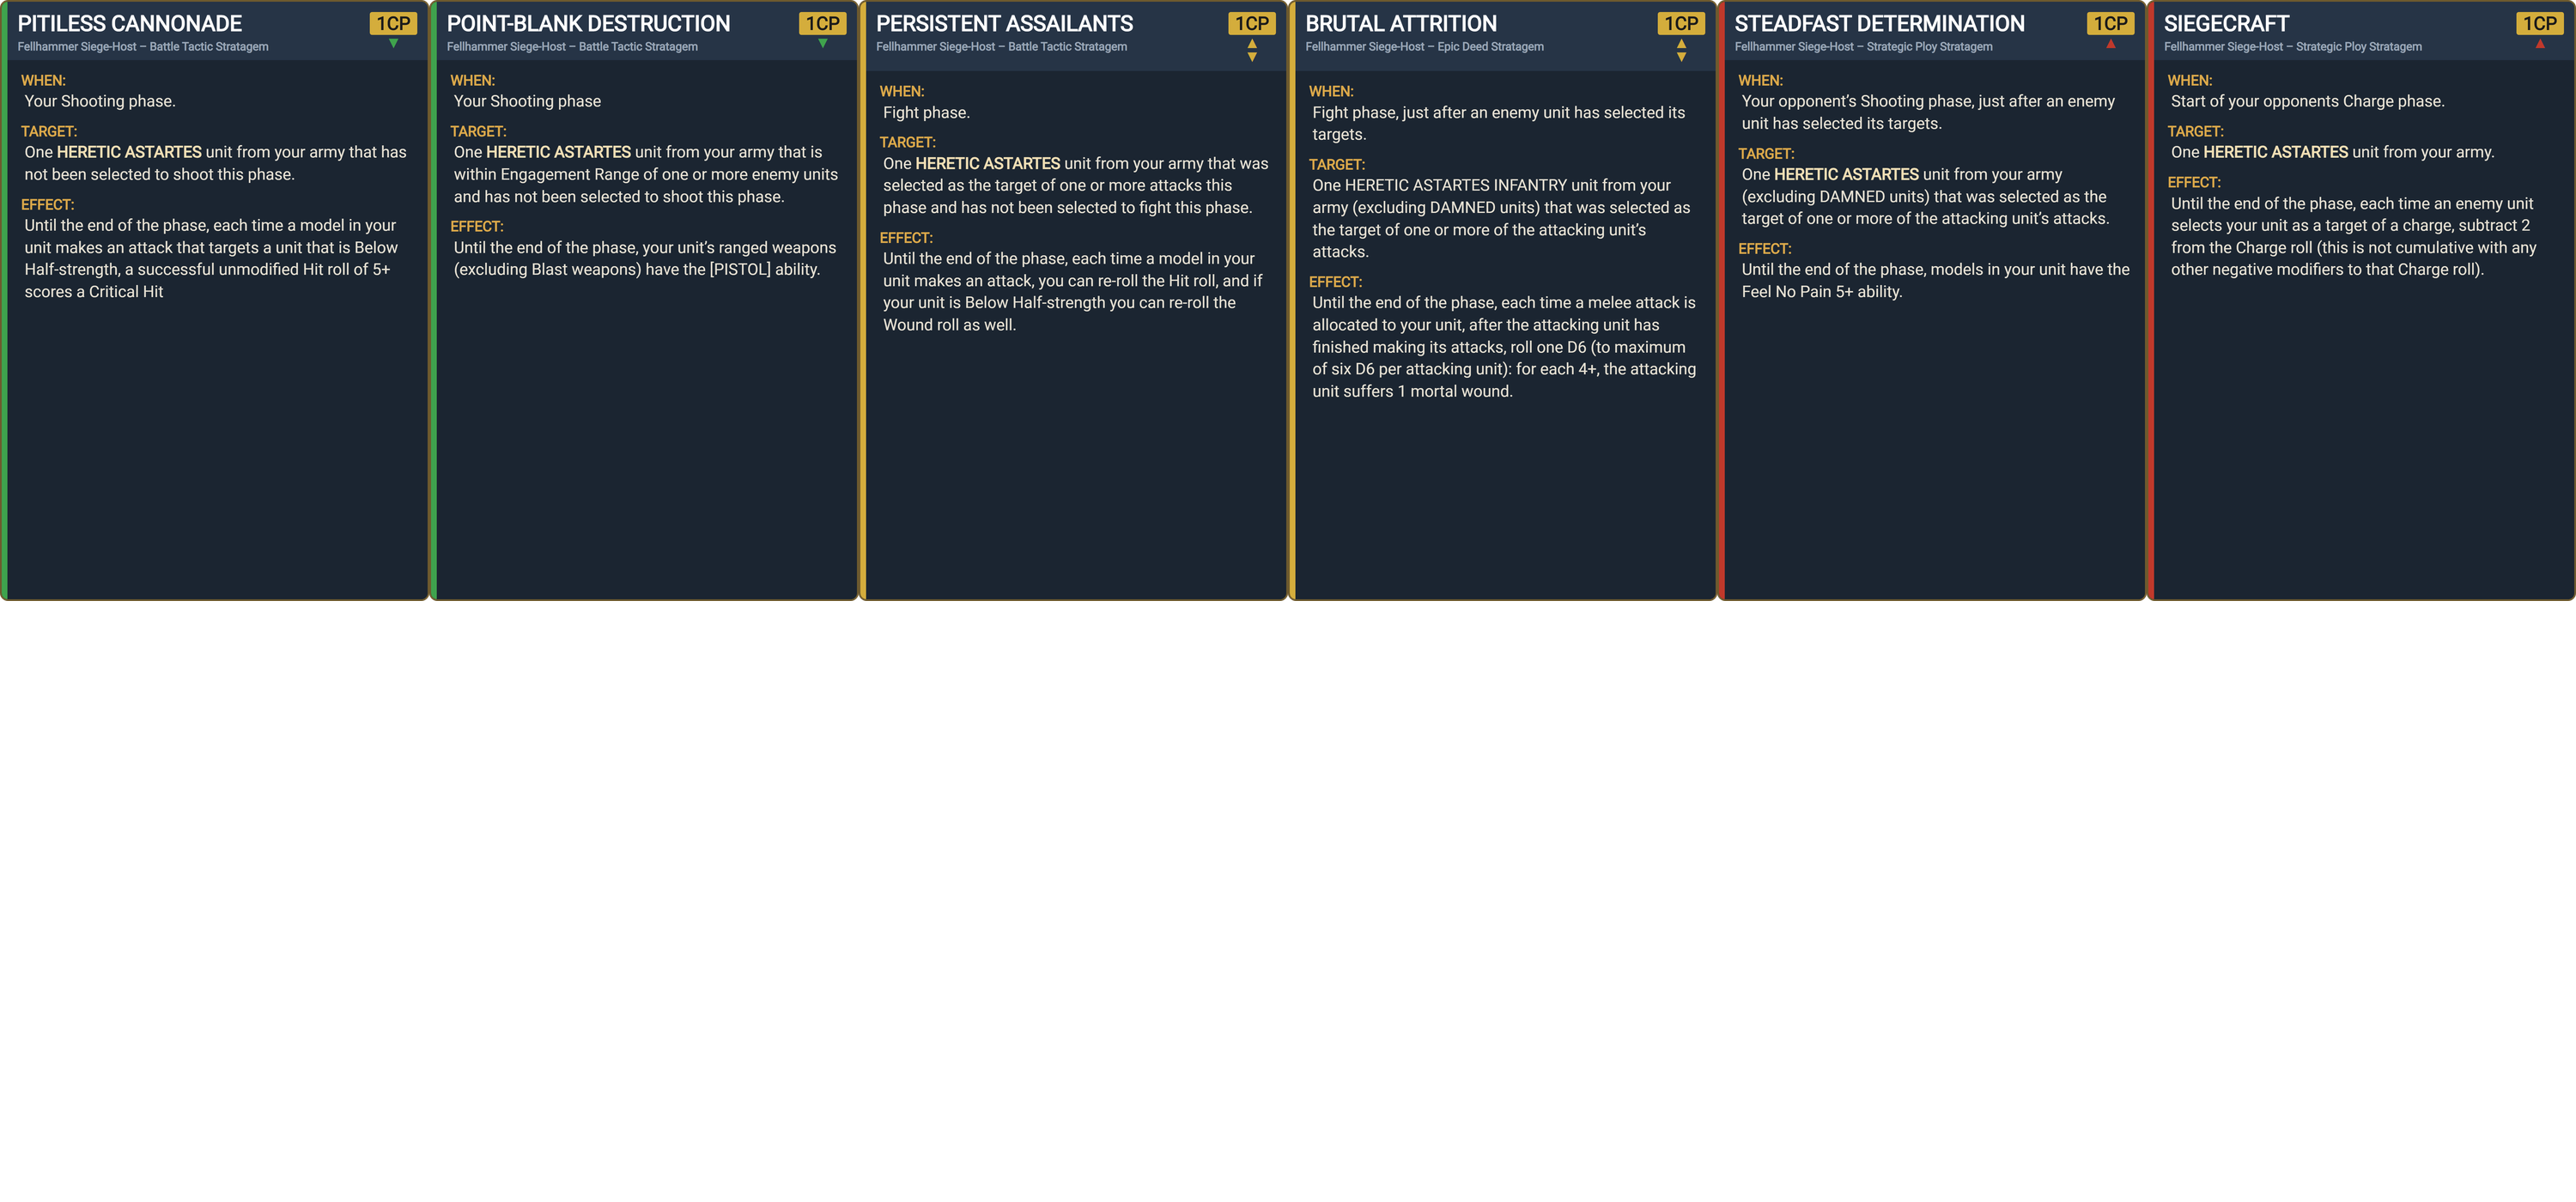 PITILESS CANNONADE
1CP
Fellhammer Siege-Host – Battle Tactic Stratagem
WHEN:
Your Shooting phase.
TARGET:
One HERETIC ASTARTES unit from your army that has
not been selected to shoot this phase.
EFFECT:
Until the end of the phase, each time a model in your
unit makes an attack that targets a unit that is Below
Half-strength, a successful unmodified Hit roll of 5+
scores a Critical Hit
POINT-BLANK DESTRUCTION
1CP
Fellhammer Siege-Host – Battle Tactic Stratagem
WHEN:
Your Shooting phase
TARGET:
One HERETIC ASTARTES unit from your army that is
within Engagement Range of one or more enemy units
and has not been selected to shoot this phase.
EFFECT:
Until the end of the phase, your unit’s ranged weapons
(excluding Blast weapons) have the [PISTOL] ability.
PERSISTENT ASSAILANTS
1CP
Fellhammer Siege-Host – Battle Tactic Stratagem
WHEN:
Fight phase.
TARGET:
One HERETIC ASTARTES unit from your army that was
selected as the target of one or more attacks this
phase and has not been selected to fight this phase.
EFFECT:
Until the end of the phase, each time a model in your
unit makes an attack, you can re-roll the Hit roll, and if
your unit is Below Half-strength you can re-roll the
Wound roll as well.
BRUTAL ATTRITION
1CP
Fellhammer Siege-Host – Epic Deed Stratagem
WHEN:
Fight phase, just after an enemy unit has selected its
targets.
TARGET:
One HERETIC ASTARTES INFANTRY unit from your
army (excluding DAMNED units) that was selected as
the target of one or more of the attacking unit’s
attacks.
EFFECT:
Until the end of the phase, each time a melee attack is
allocated to your unit, after the attacking unit has
finished making its attacks, roll one D6 (to maximum
of six D6 per attacking unit): for each 4+, the attacking
unit suffers 1 mortal wound.
STEADFAST DETERMINATION
1CP
Fellhammer Siege-Host – Strategic Ploy Stratagem
WHEN:
Your opponent’s Shooting phase, just after an enemy
unit has selected its targets.
TARGET:
One HERETIC ASTARTES unit from your army
(excluding DAMNED units) that was selected as the
target of one or more of the attacking unit’s attacks.
EFFECT:
Until the end of the phase, models in your unit have the
Feel No Pain 5+ ability.
SIEGECRAFT
1CP
Fellhammer Siege-Host – Strategic Ploy Stratagem
WHEN:
Start of your opponents Charge phase.
TARGET:
One HERETIC ASTARTES unit from your army.
EFFECT:
Until the end of the phase, each time an enemy unit
selects your unit as a target of a charge, subtract 2
from the Charge roll (this is not cumulative with any
other negative modifiers to that Charge roll).